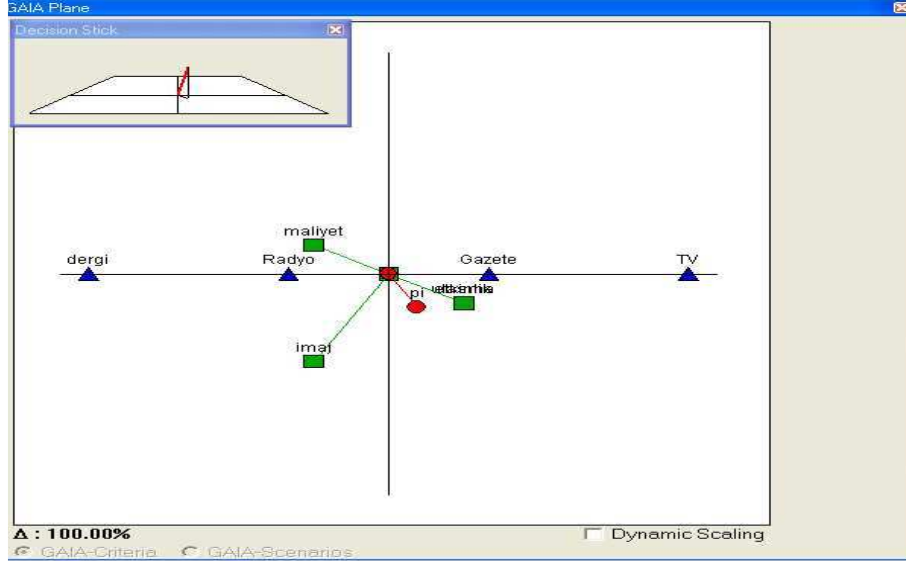 GAIA Plane
Decision Stick
maliyet
dergi
Radyo
Gazete
TV
pi
imaj
Δ : 100.00%
Dynamic Scaling
GAIA-Criteria
GAIA-Scenarios